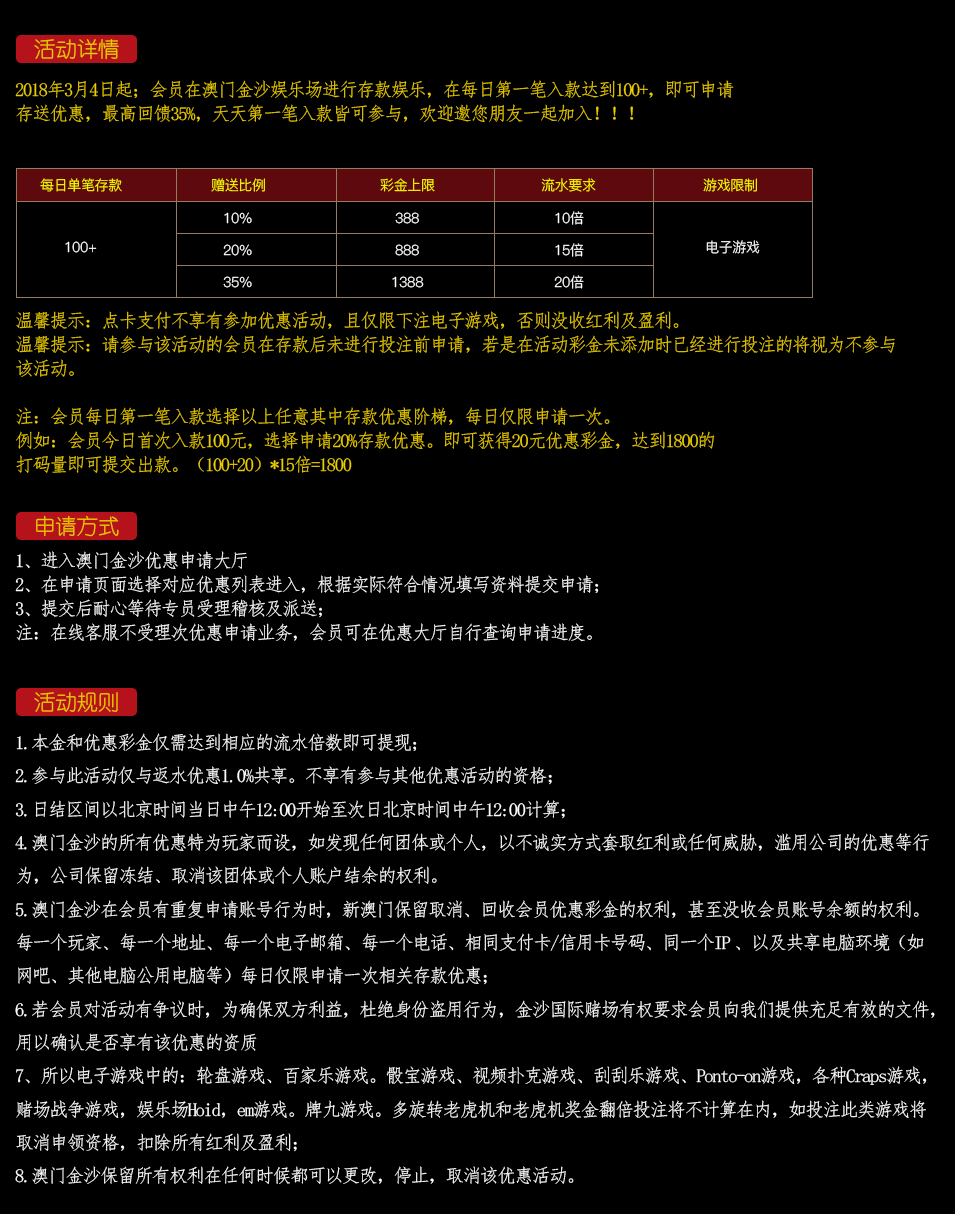 活动详情
2018年3月4日起；会员在澳门金沙娱乐场进行存款娱乐，在每日第一笔入款达到100+，即可申请
存送优惠，最高回馈35%，天天第一笔入款皆可参与，欢迎邀您朋友一起加入！！！
每日单笔存款 赠送比例 彩金上限 流水要求 游戏限制
10% 388 10倍
100+ 20% 888 15倍 电子游戏
35% 1388 20倍
温馨提示：点卡支付不享有参加优惠活动，且仅限下注电子游戏，否则没收红利及盈利。
温馨提示：请参与该活动的会员在存款后未进行投注前申请，若是在活动彩金未添加时已经进行投注的将视为不参与
该活动。
注：会员每日第一笔入款选择以上任意其中存款优惠阶梯，每日仅限申请一次。
例如：会员今日首次入款100元，选择申请20%存款优惠。即可获得20元优惠彩金，达到1800的
打码量即可提交出款。（100+20）*15倍=1800
申请方式
1、进入澳门金沙优惠申请大厅
2、在申请页面选择对应优惠列表进入，根据实际符合情况填写资料提交申请；
3、提交后耐心等待专员受理稽核及派送；
注：在线客服不受理次优惠申请业务，会员可在优惠大厅自行查询申请进度。
活动规则
1.本金和优惠彩金仅需达到相应的流水倍数即可提现；
2.参与此活动仅与返水优惠1.0%共享。不享有参与其他优惠活动的资格；
3.日结区间以北京时间当日中午12:00开始至次日北京时间中午12:00计算；
4.澳门金沙的所有优惠特为玩家而设，如发现任何团体或个人，以不诚实方式套取红利或任何威胁，滥用公司的优惠等行
为，公司保留冻结、取消该团体或个人账户结余的权利。
5.澳门金沙在会员有重复申请账号行为时，新澳门保留取消、回收会员优惠彩金的权利，甚至没收会员账号余额的权利。
每一个玩家、每一个地址、每一个电子邮箱、每一个电话、相同支付卡/信用卡号码、同一个IP 、以及共享电脑环境（如
网吧、其他电脑公用电脑等）每日仅限申请一次相关存款优惠；
6.若会员对活动有争议时，为确保双方利益，杜绝身份盗用行为，金沙国际赌场有权要求会员向我们提供充足有效的文件，
用以确认是否享有该优惠的资质
7、所以电子游戏中的：轮盘游戏、百家乐游戏。骰宝游戏、视频扑克游戏、刮刮乐游戏、Ponto-on游戏，各种Craps游戏，
赌场战争游戏，娱乐场Hoid，em游戏。牌九游戏。多旋转老虎机和老虎机奖金翻倍投注将不计算在内，如投注此类游戏将
取消申领资格，扣除所有红利及盈利；
8.澳门金沙保留所有权利在任何时候都可以更改，停止，取消该优惠活动。